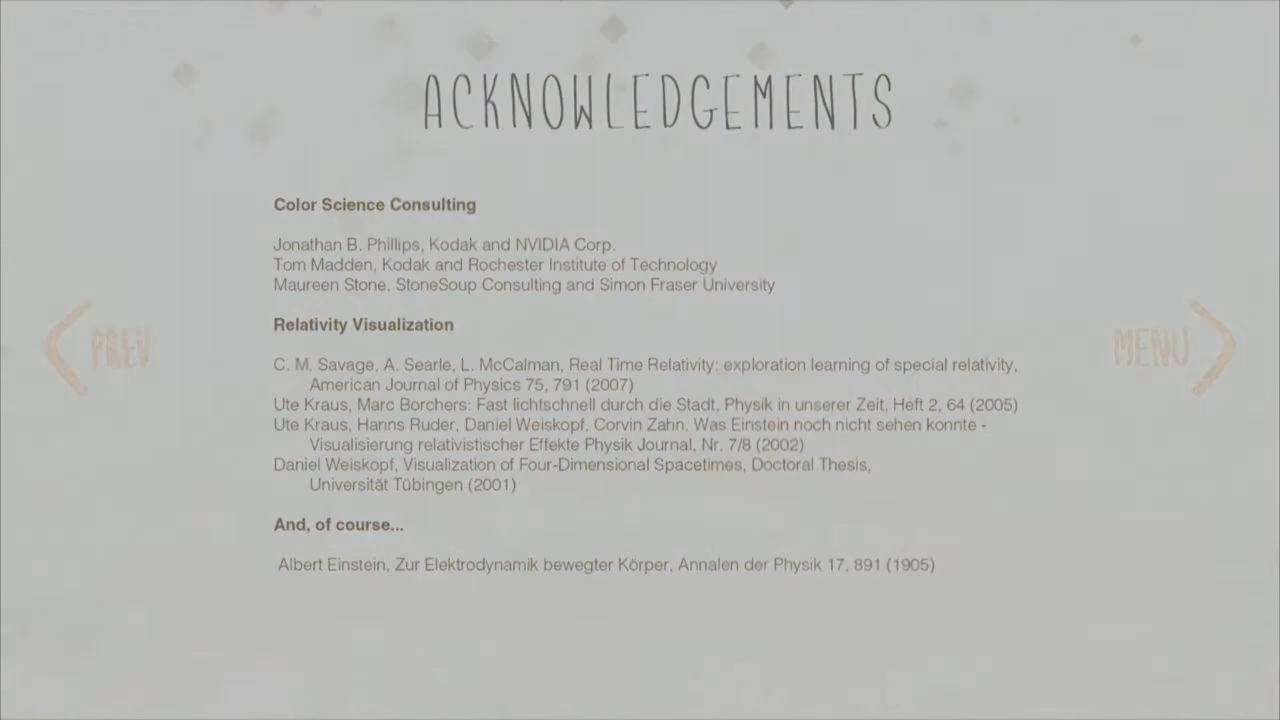 ACKNOWLEDGEMENTS
Color Science Consulting
Jonathan B. Phillips, Kodak and NVIDIA Corp.
Tom Madden, Kodak and Rochester Institute of Technology
Maureen Stone, StoneSoup Consulting and Simon Fraser University
Relativity Visualization
PREV
MENU
C. M. Savage, A. Searle, L. McCalman, Real Time Relativity: exploration learning of special relativity,
American Journal of Physics 75, 791 (2007)
Ute Kraus, Marc Borchers: Fast lichtschnell durch die Stadt, Physik in unserer Zeit, Heft 2, 64 (2005)
Ute Kraus, Hanns Ruder, Daniel Weiskopf, Corvin Zahn, Was Einstein noch nicht sehen konnte -
Visualisierung relativistischer Effekte Physik Journal, Nr. 7/8 (2002)
Daniel Weiskopf, Visualization of Four-Dimensional Spacetimes, Doctoral Thesis,
Universität Tübingen (2001)
And, of course...
Albert Einstein, Zur Elektrodynamik bewegter Körper, Annalen der Physik 17, 891 (1905)